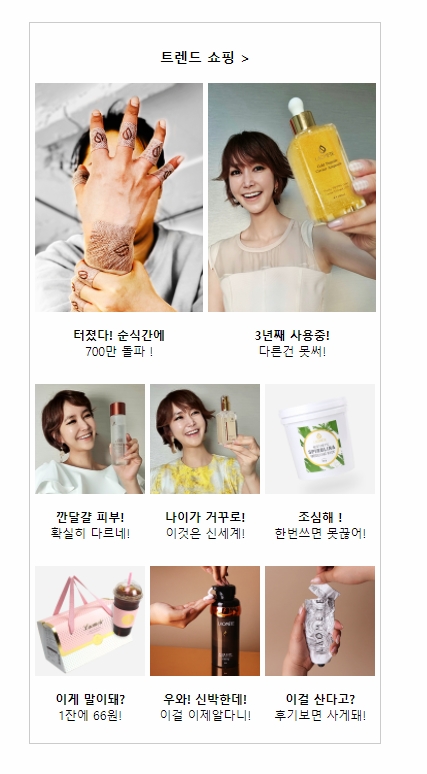 트렌드 쇼핑 >
터졌다! 순식간에
700만 돌파 !
3년째 사용중!
다른건 못써!
SPIRULINA
깐달걀 피부!
확실히 다르네!
나이가 거꾸로!
이것은 신세계!
조심해 !
한번쓰면 못끊어!
이게 말이돼?
1잔에 66원!
우와! 신박한데!
이걸 이제알다니!
이걸 산다고?
후기보면 사게돼!